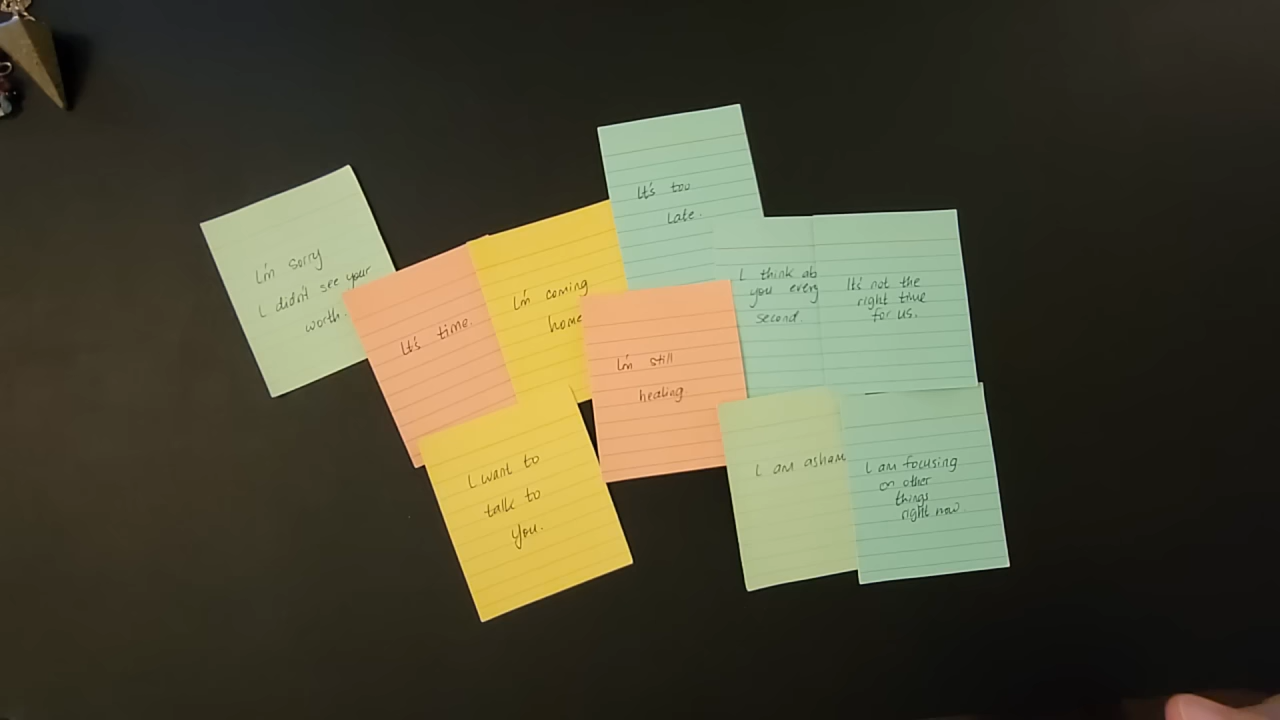 I'm sorry
I didn't see your
worth.
It's time.
I'm coming
home
It's too
late.
I think ab
you every
second.
It's not the
right time
for us.
I'm still
healing.
I want to
talk to
you.
I am asham
I am focusing
on other
things
right now.